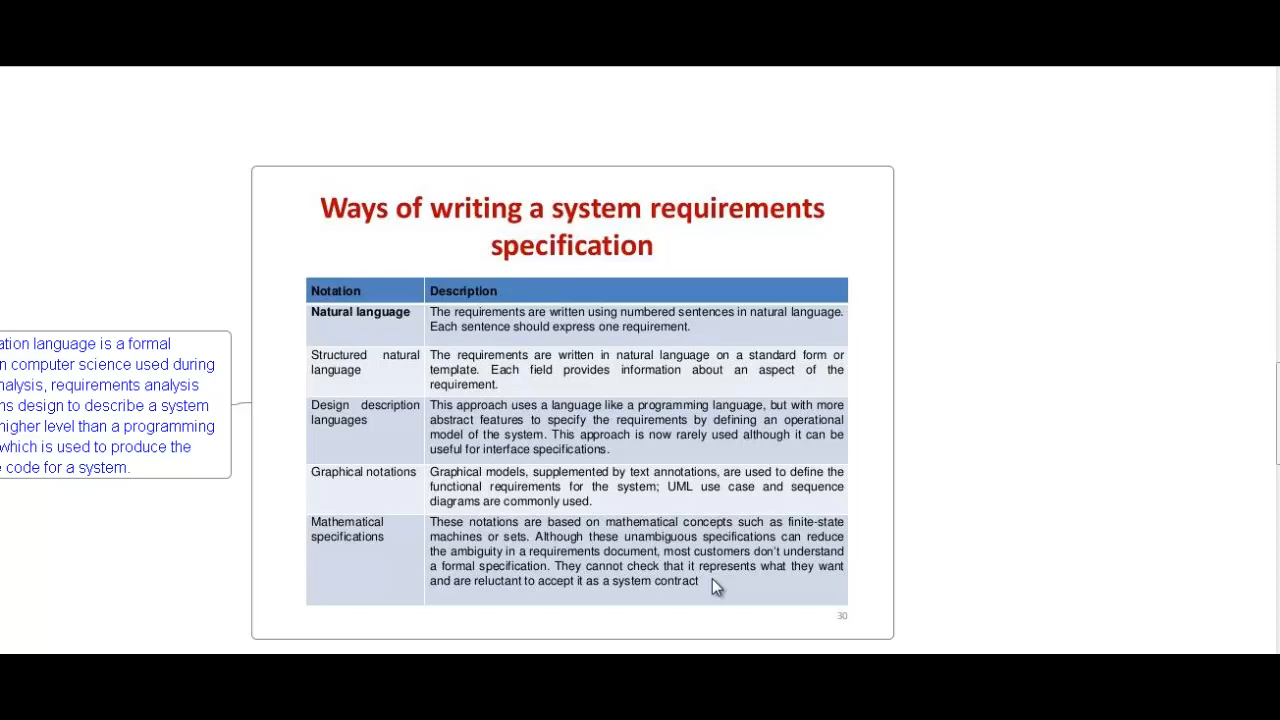 Ways of writing a system requirements
specification
Notation Description
Natural language The requirements are written using numbered sentences in natural language.
Each sentence should express one requirement.
Structured natural The requirements are written in natural language on a standard form or
language template. Each field provides information about an aspect of the
requirement.
Design description This approach uses a language like a programming language, but with more
languages abstract features to specify the requirements by defining an operational
model of the system. This approach is now rarely used although it can be
useful for interface specifications.
Graphical notations Graphical models, supplemented by text annotations, are used to define the
functional requirements for the system; UML use case and sequence
diagrams are commonly used.
Mathematical These notations are based on mathematical concepts such as finite-state
specifications machines or sets. Although these unambiguous specifications can reduce
the ambiguity in a requirements document, most customers don't understand
a formal specification. They cannot check that it represents what they want
and are reluctant to accept it as a system contract
30
language is a formal
computer science used during
requirements analysis
design to describe a system
higher level than a programming
which is used to produce the
code for a system.